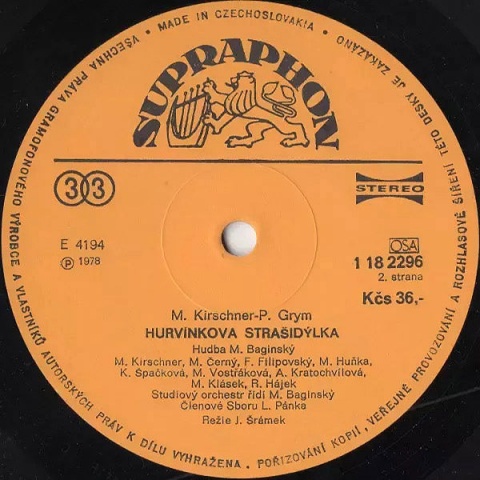 VŠECHNA PRÁVA GRAMOFONOVÉHO VÝROBCE A VLASTNÍKŮ AUTORSKÝCH PRÁV K DÍLU VYHRAŽENA • POŘIZOVÁNÍ KOPIÍ, VEŘEJNÉ PROVOZOVÁNÍ A ROZHLASOVÉ ŠÍŘENÍ TÉTO DESKY JE ZAKÁZÁNO
• MADE IN CZECHOSLOVAKIA •
SUPRAPHON
33
STEREO
E 4194
Ⓟ 1978
OSA
1 18 2296
2. strana
Kčs 36,-
M. Kirschner-P. Grym
HURVÍNKOVA STRAŠIDÝLKA
Hudba M. Baginský
M. Kirschner, M. Černý, F. Filipovský, M. Huňka,
K. Špačková, M. Vostřáková, A. Kratochvílová,
M. Klásek, R. Hájek
Studiový orchestr řídí M. Baginský
Členové Sboru L. Pánka
Režie J. Šrámek